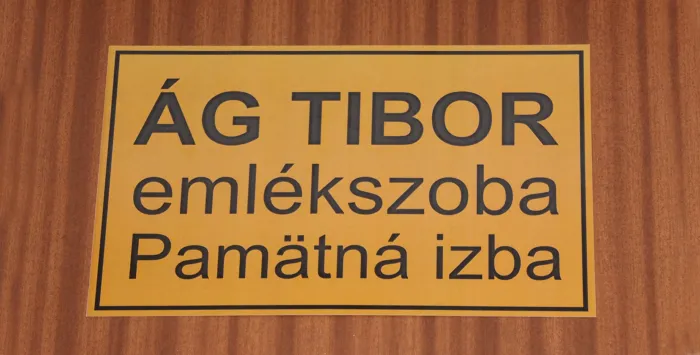 ÁG TIBOR
emlékszoba
Pamätná izba